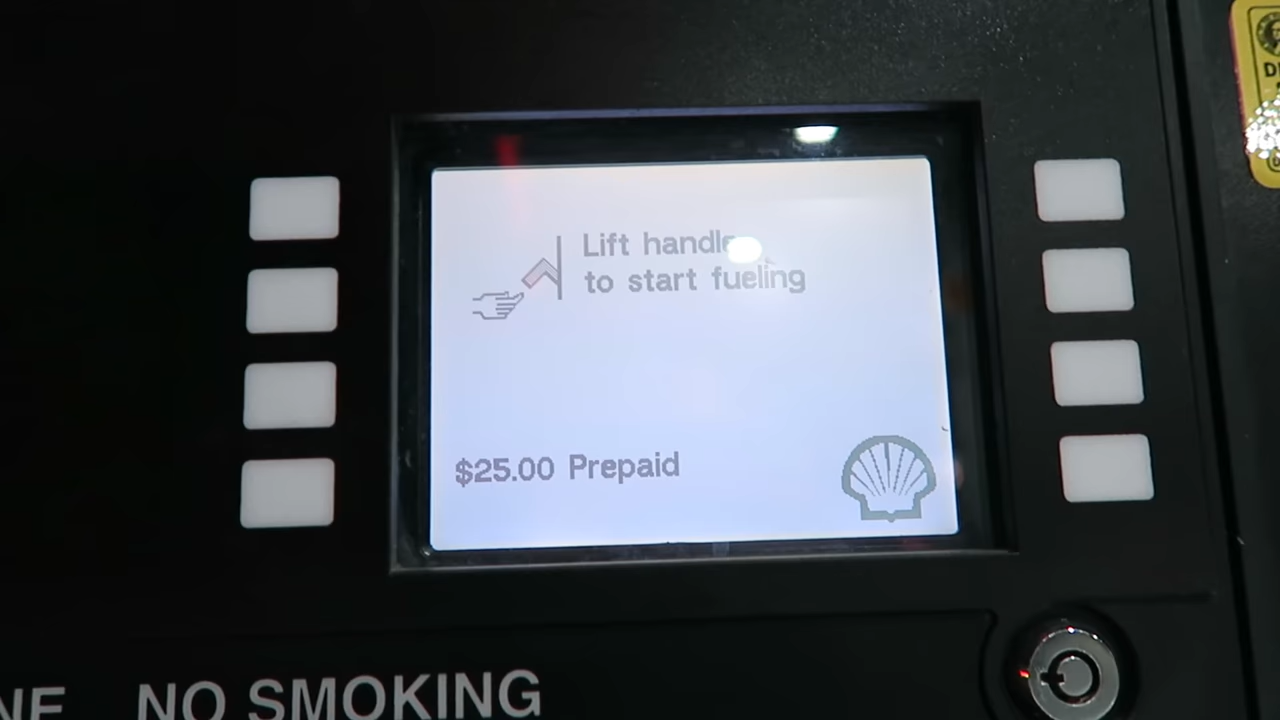 Lift handle
to start fueling
$25.00 Prepaid
NO SMOKING